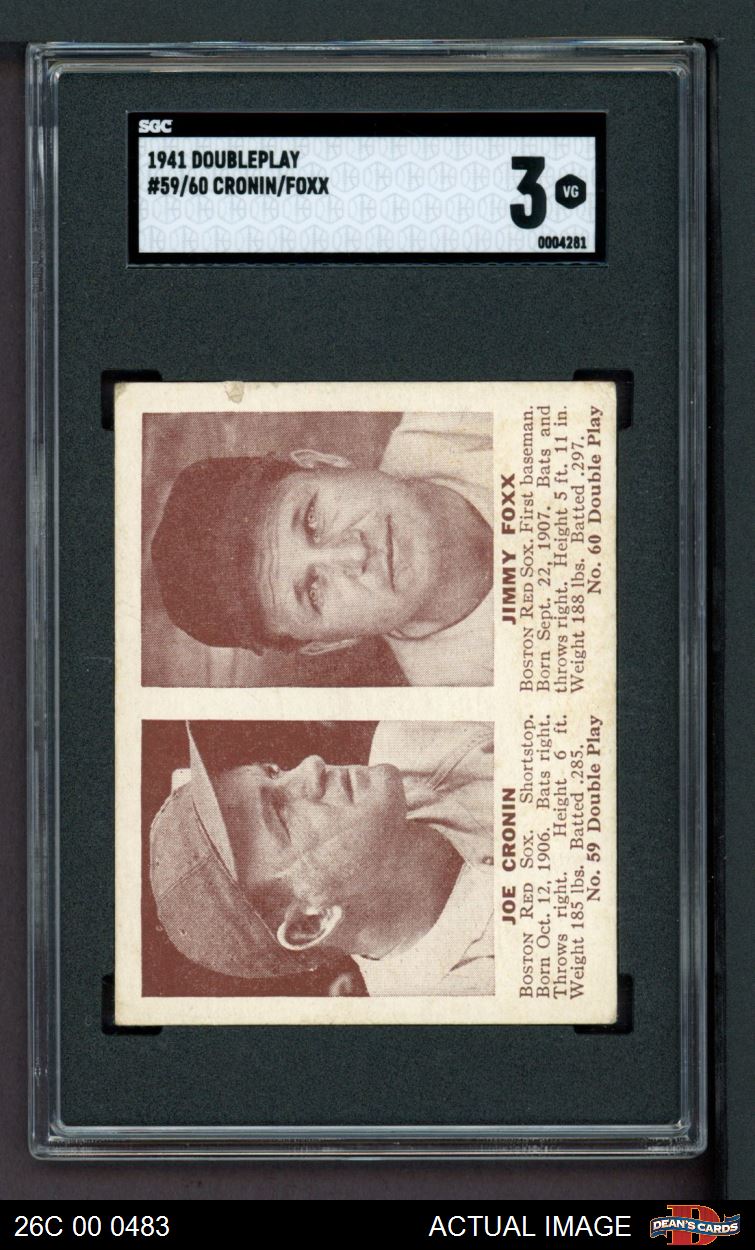 SGC
1941 DOUBLEPLAY
#59/60 CRONIN/FOXX
3 VG
0004281
JOE CRONIN
BOSTON RED SOX. Shortstop.
Born Oct. 12, 1906. Bats right.
Throws right. Height 6 ft.
Weight 185 lbs. Batted .285.
No. 59 Double Play
JIMMY FOXX
BOSTON RED SOX. First baseman.
Born Sept. 22, 1907. Bats and
throws right. Height 5 ft. 11 in.
Weight 188 lbs. Batted .297.
No. 60 Double Play
26C 00 0483
ACTUAL IMAGE
DEAN'S CARDS